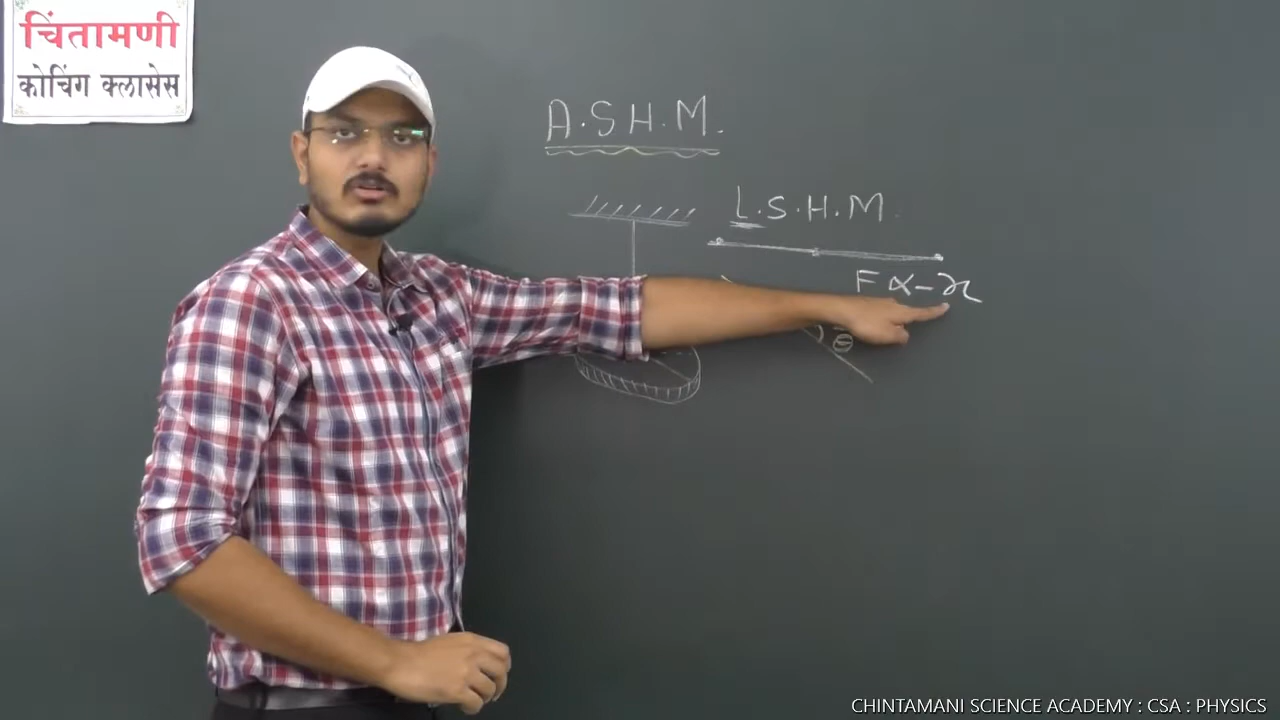 चिंतामणी
कोचिंग क्लासेस
A.S.H.M.
L.S.H.M.
F ∝ -x
θ
CHINTAMANI SCIENCE ACADEMY : CSA : PHYSICS